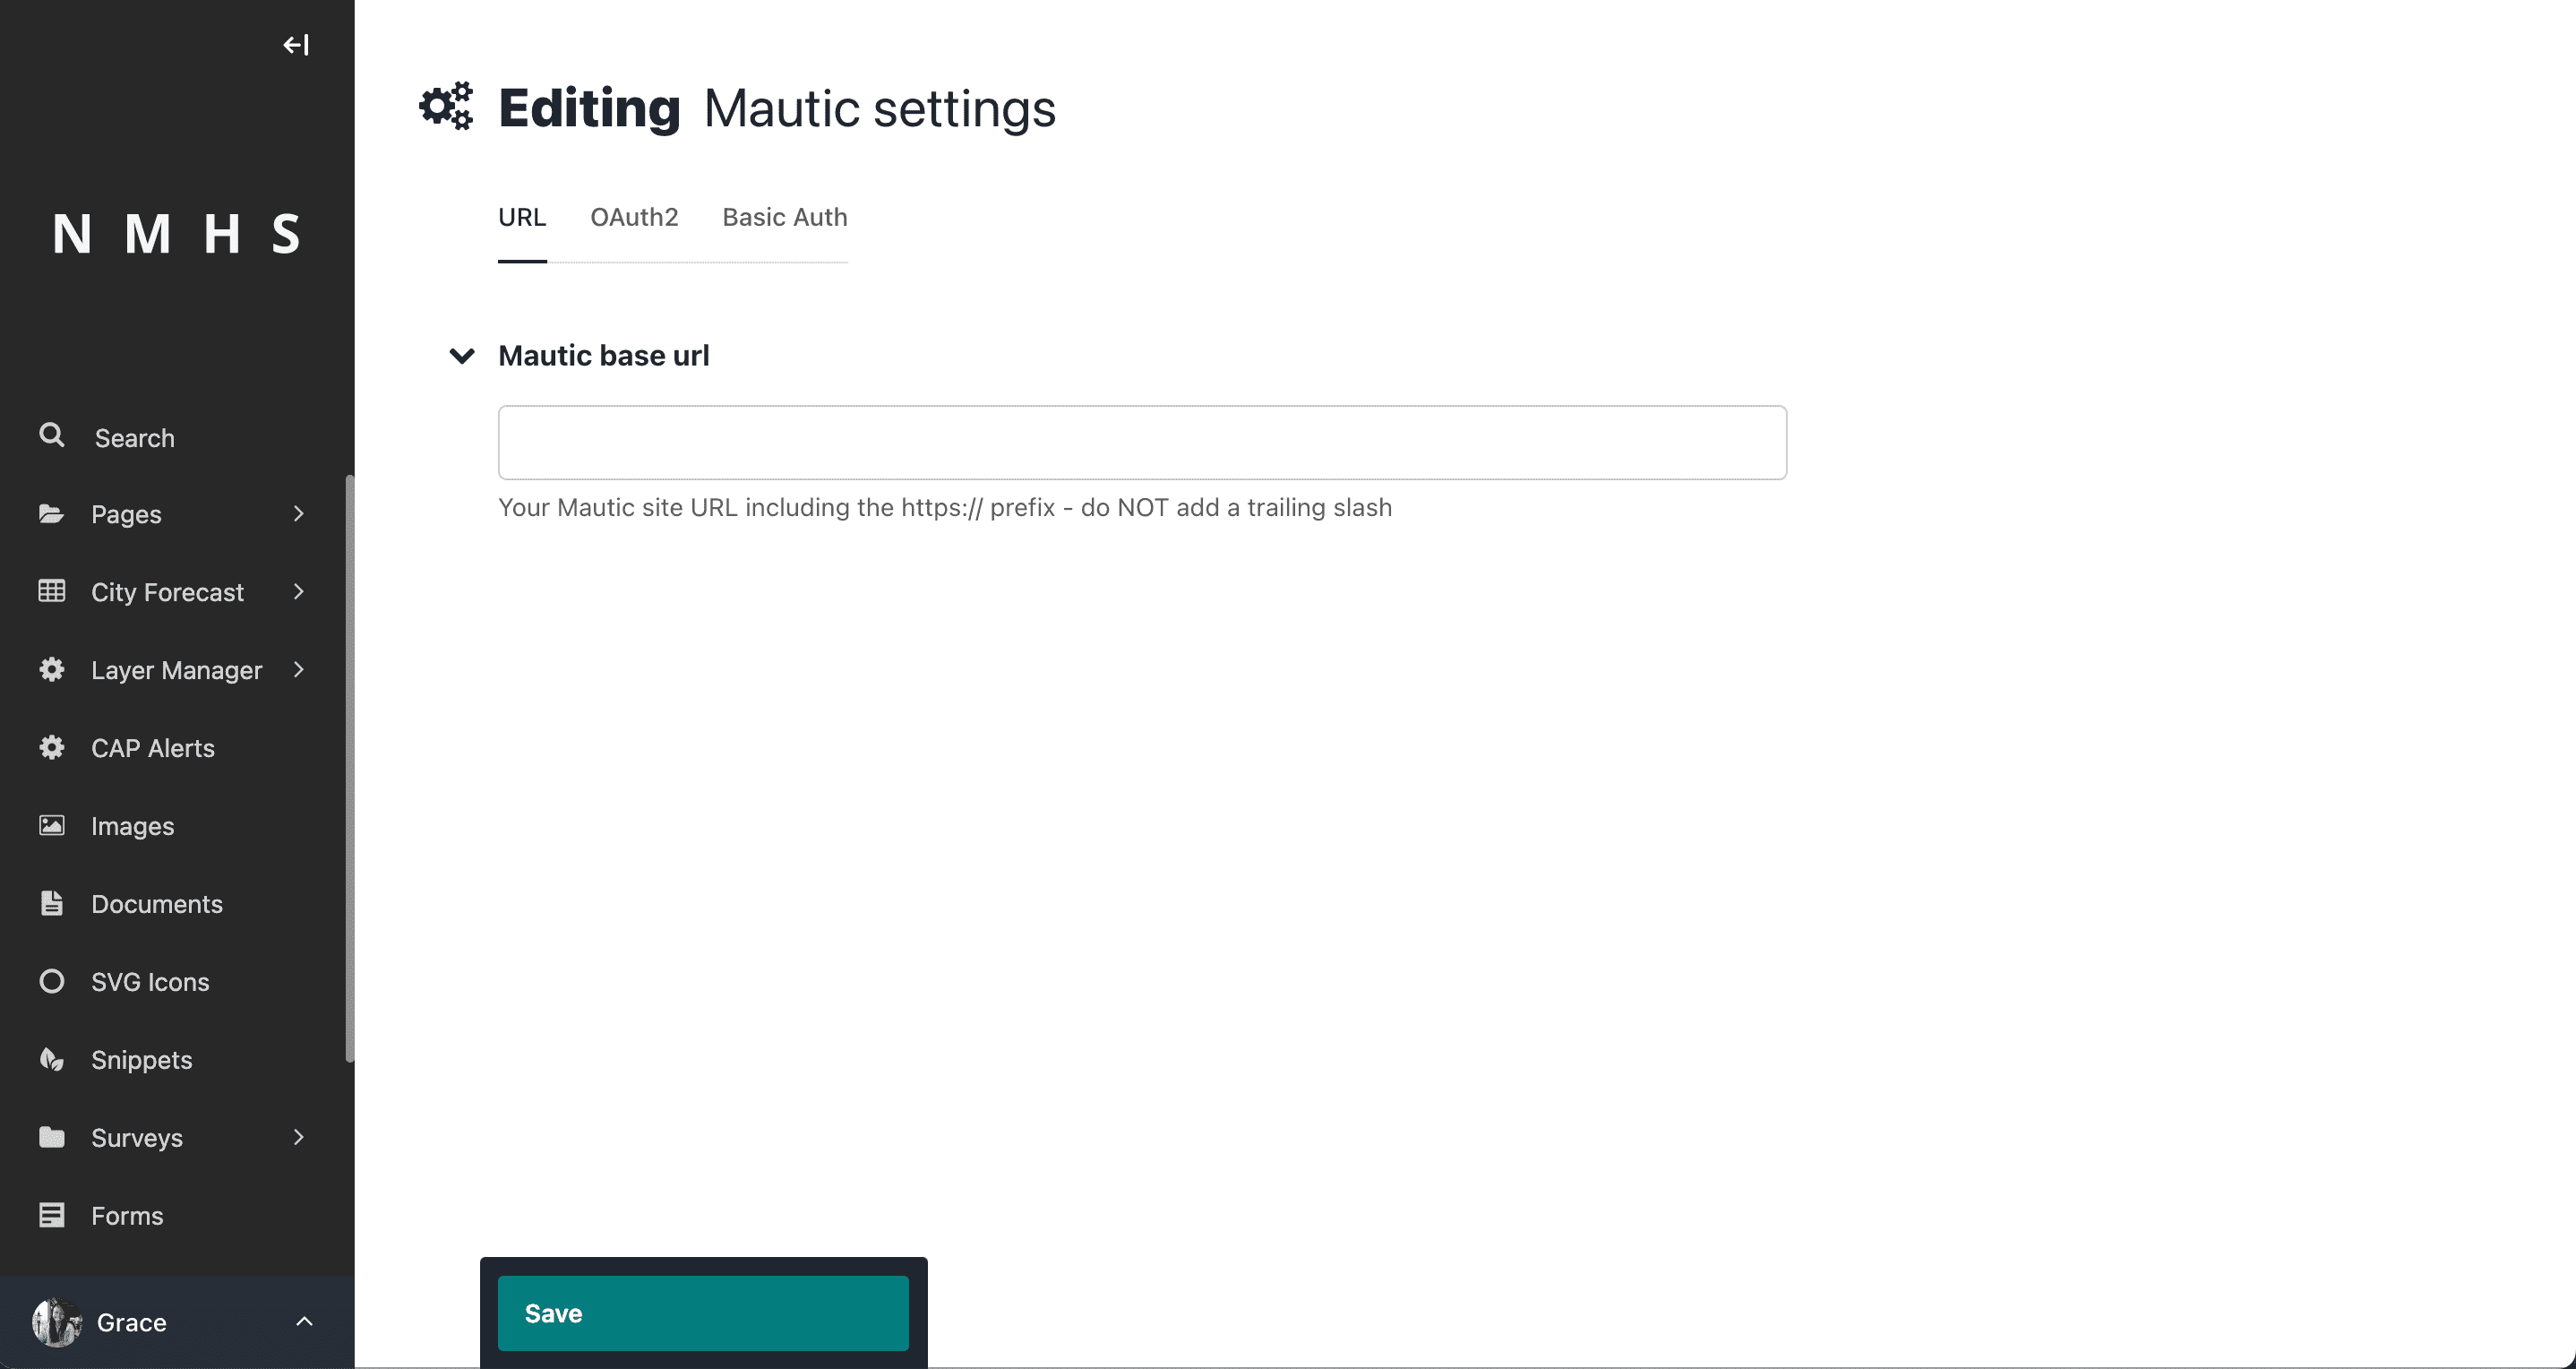 N M H S
Search
Pages
City Forecast
Layer Manager
CAP Alerts
Images
Documents
SVG Icons
Snippets
Surveys
Forms
Grace
Editing Mautic settings
URL OAuth2 Basic Auth
Mautic base url
Your Mautic site URL including the https:// prefix - do NOT add a trailing slash
Save